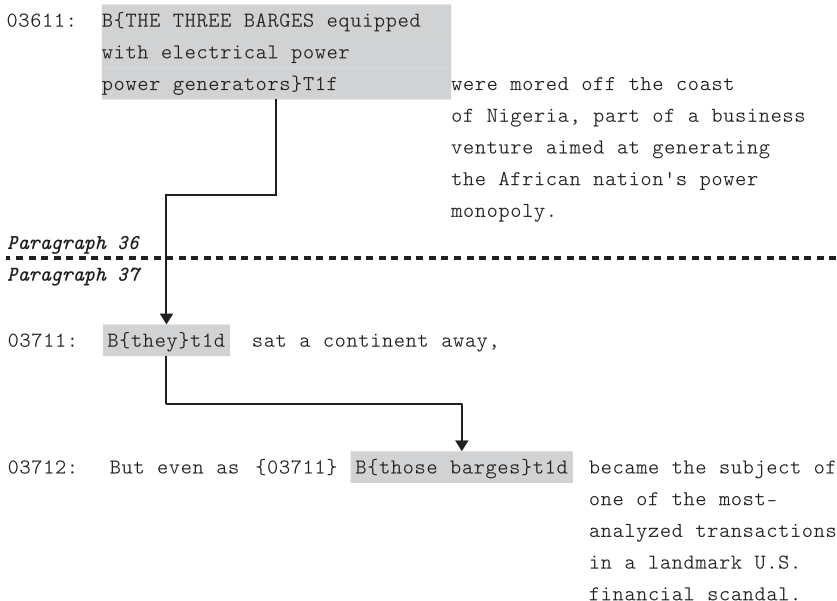 03611: B{THE THREE BARGES equipped
with electrical power
power generators}T1f were mored off the coast
of Nigeria, part of a business
venture aimed at generating
the African nation's power
monopoly.
Paragraph 36
Paragraph 37
03711: B{they}t1d sat a continent away,
03712: But even as {03711} B{those barges}t1d became the subject of
one of the most-
analyzed transactions
in a landmark U.S.
financial scandal.